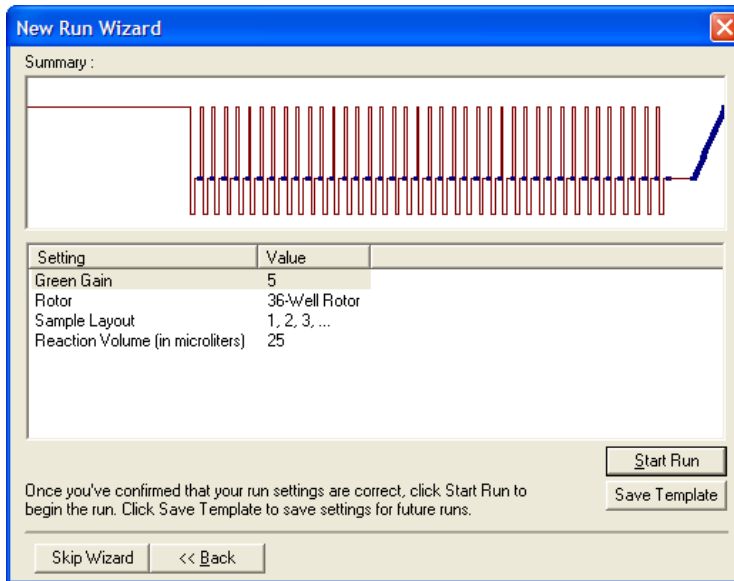 New Run Wizard
Summary :
Setting Value
Green Gain 5
Rotor 36-Well Rotor
Sample Layout 1, 2, 3, ...
Reaction Volume (in microliters) 25
Start Run
Once you've confirmed that your run settings are correct, click Start Run to
begin the run. Click Save Template to save settings for future runs.
Save Template
Skip Wizard << Back